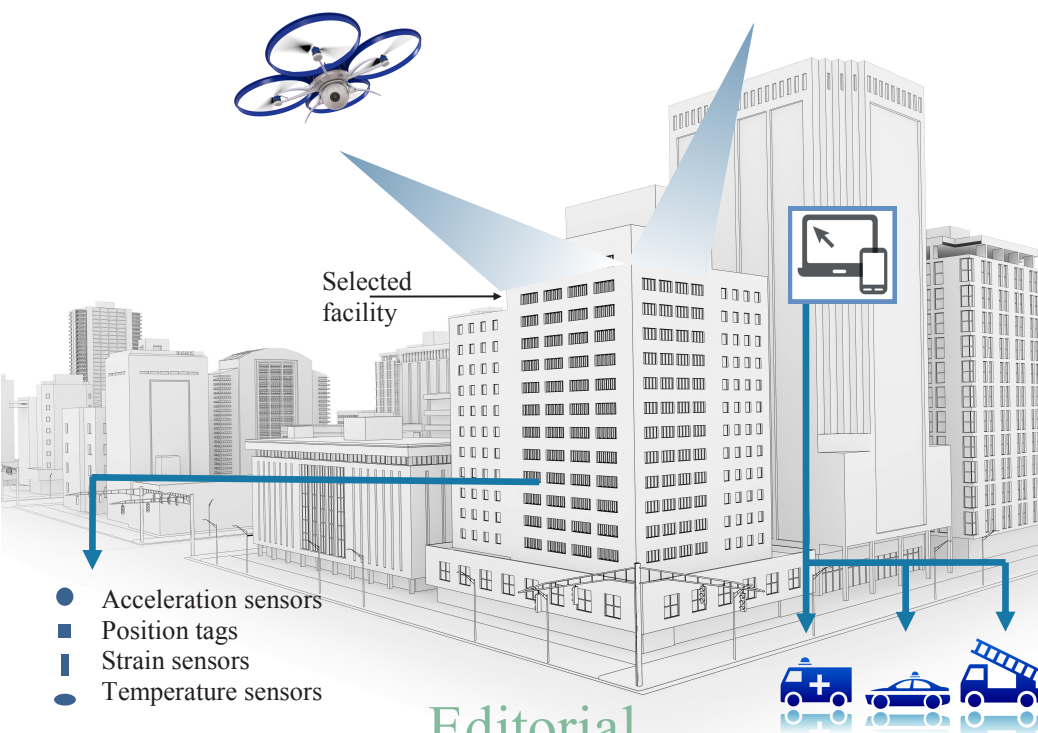 Selected
facility
Acceleration sensors
Position tags
Strain sensors
Temperature sensors
Editorial